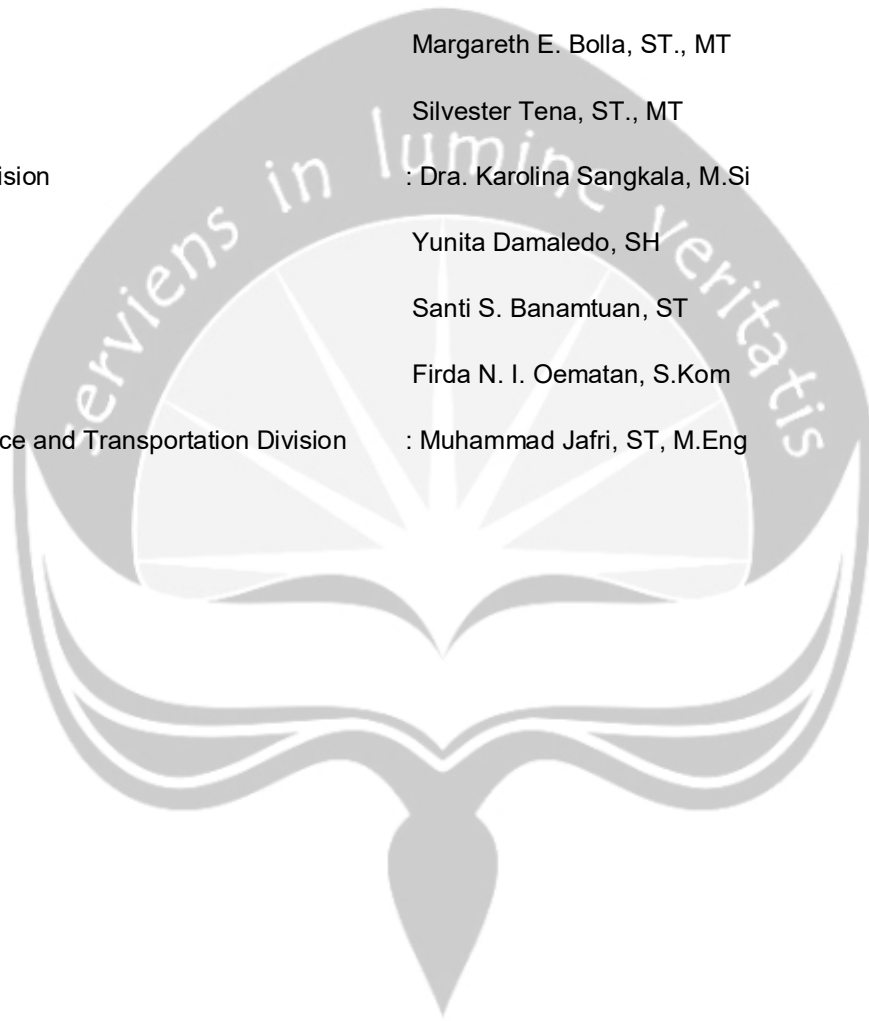 Margareth E. Bolla, ST., MT
Silvester Tena, ST., MT
ision : Dra. Karolina Sangkala, M.Si
Yunita Damaledo, SH
Santi S. Banamtuan, ST
Firda N. I. Oematan, S.Kom
ce and Transportation Division : Muhammad Jafri, ST, M.Eng
serviens in lumine veritatis